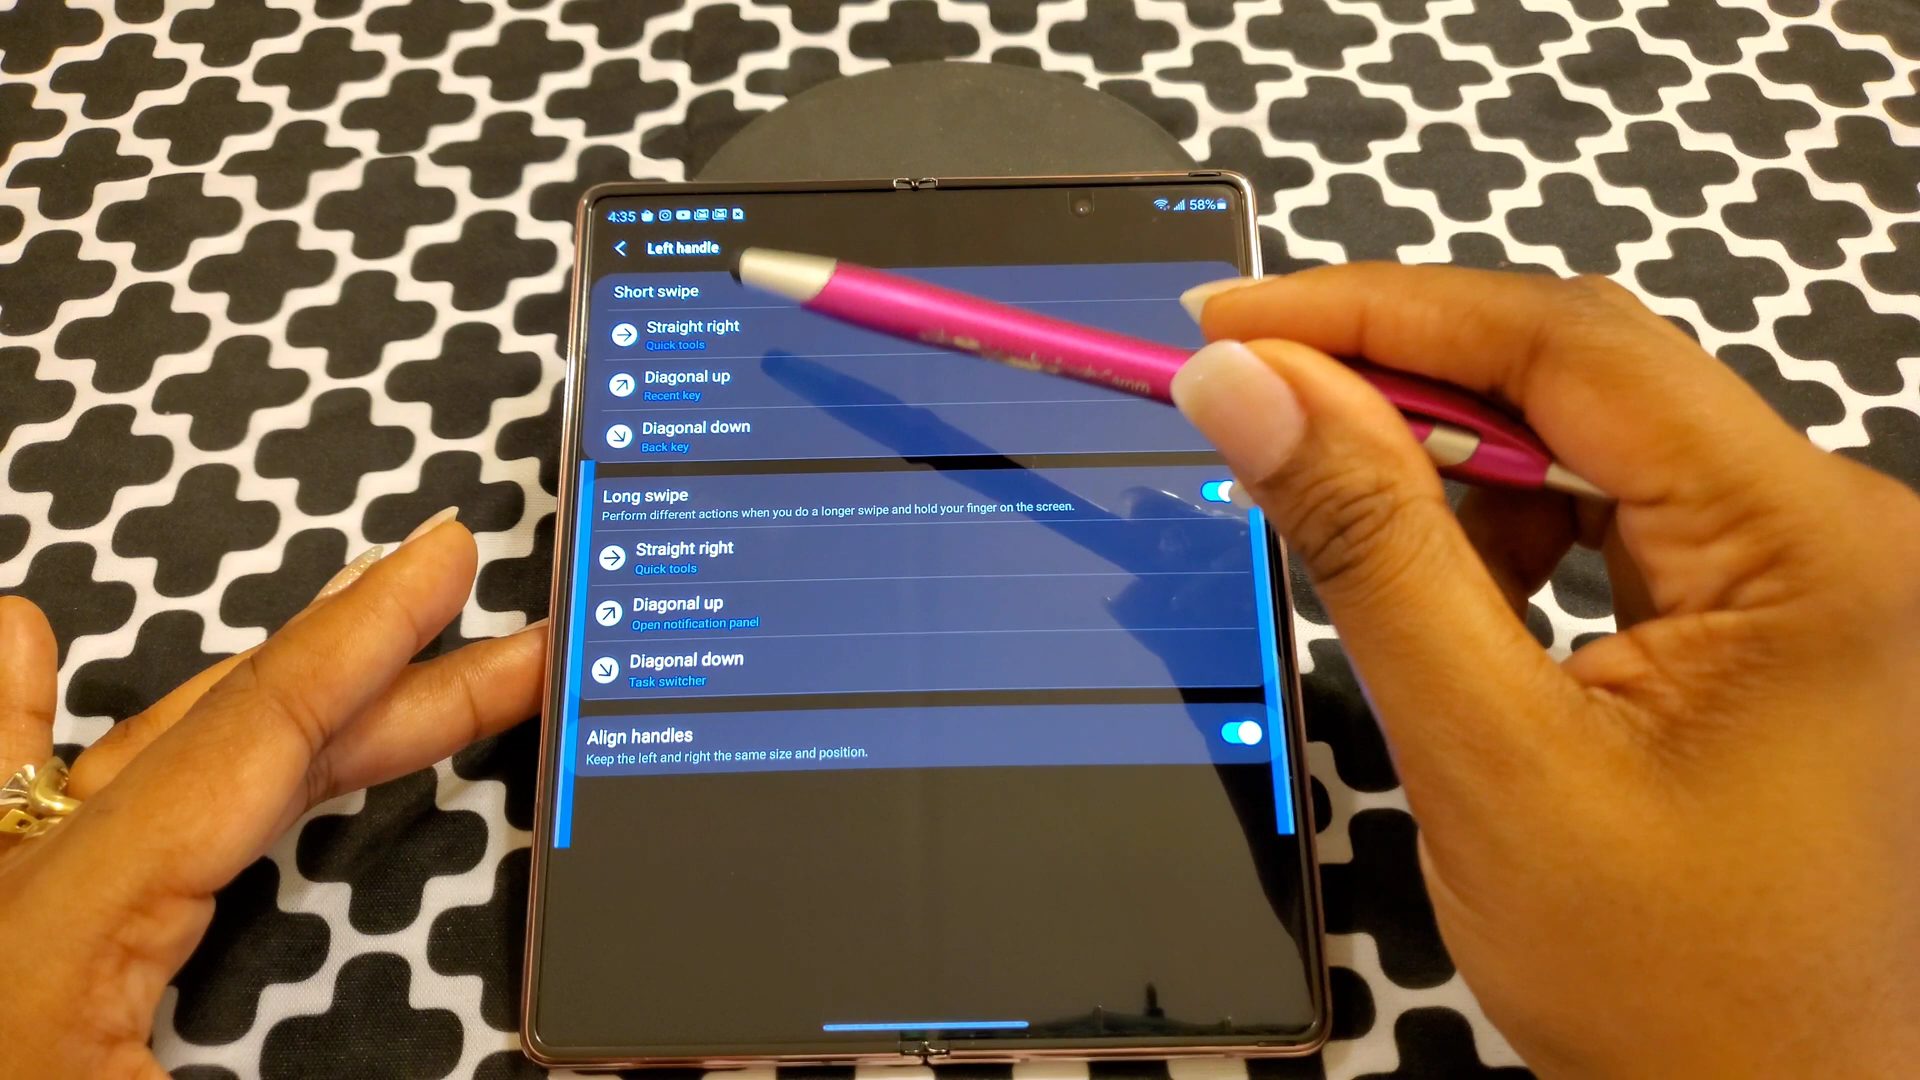 4:35
58%
Left handle
Short swipe
Straight right
Quick tools
Diagonal up
Recent key
Diagonal down
Back key
Long swipe
Perform different actions when you do a longer swipe and hold your finger on the screen.
Straight right
Quick tools
Diagonal up
Open notification panel
Diagonal down
Task switcher
Align handles
Keep the left and right the same size and position.